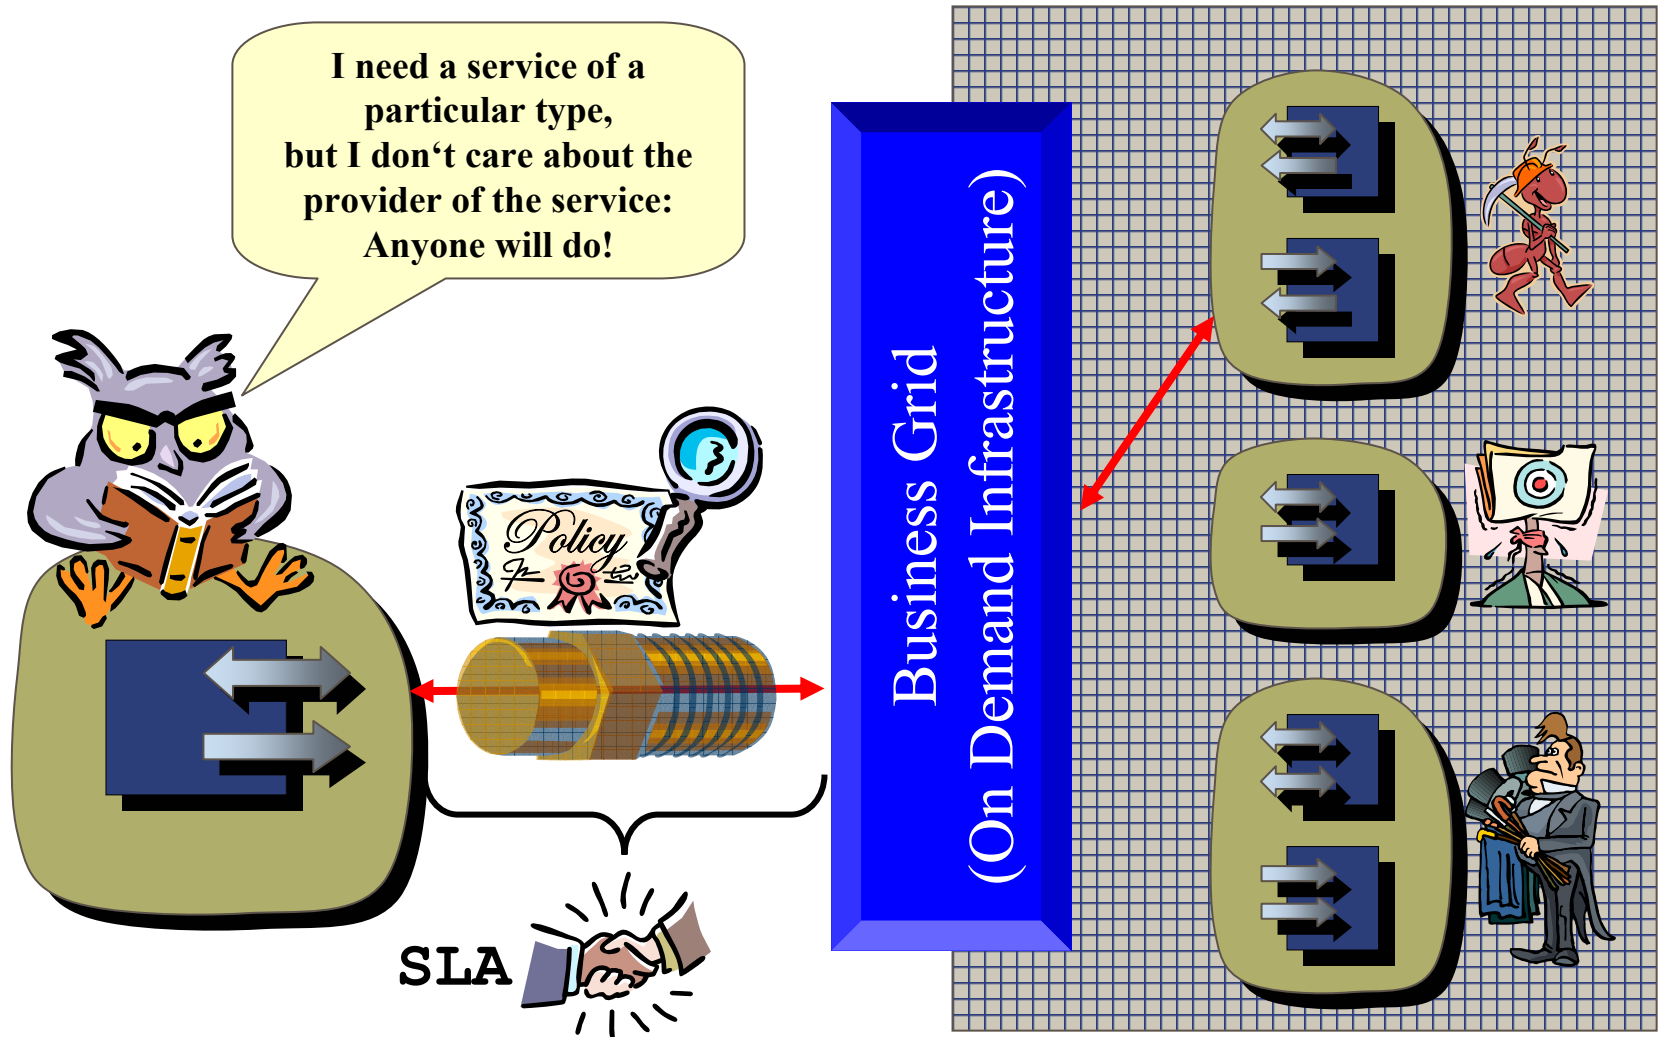 I need a service of a
particular type,
but I don‘t care about the
provider of the service:
Anyone will do!
Policy
SLA
Business Grid
(On Demand Infrastructure)